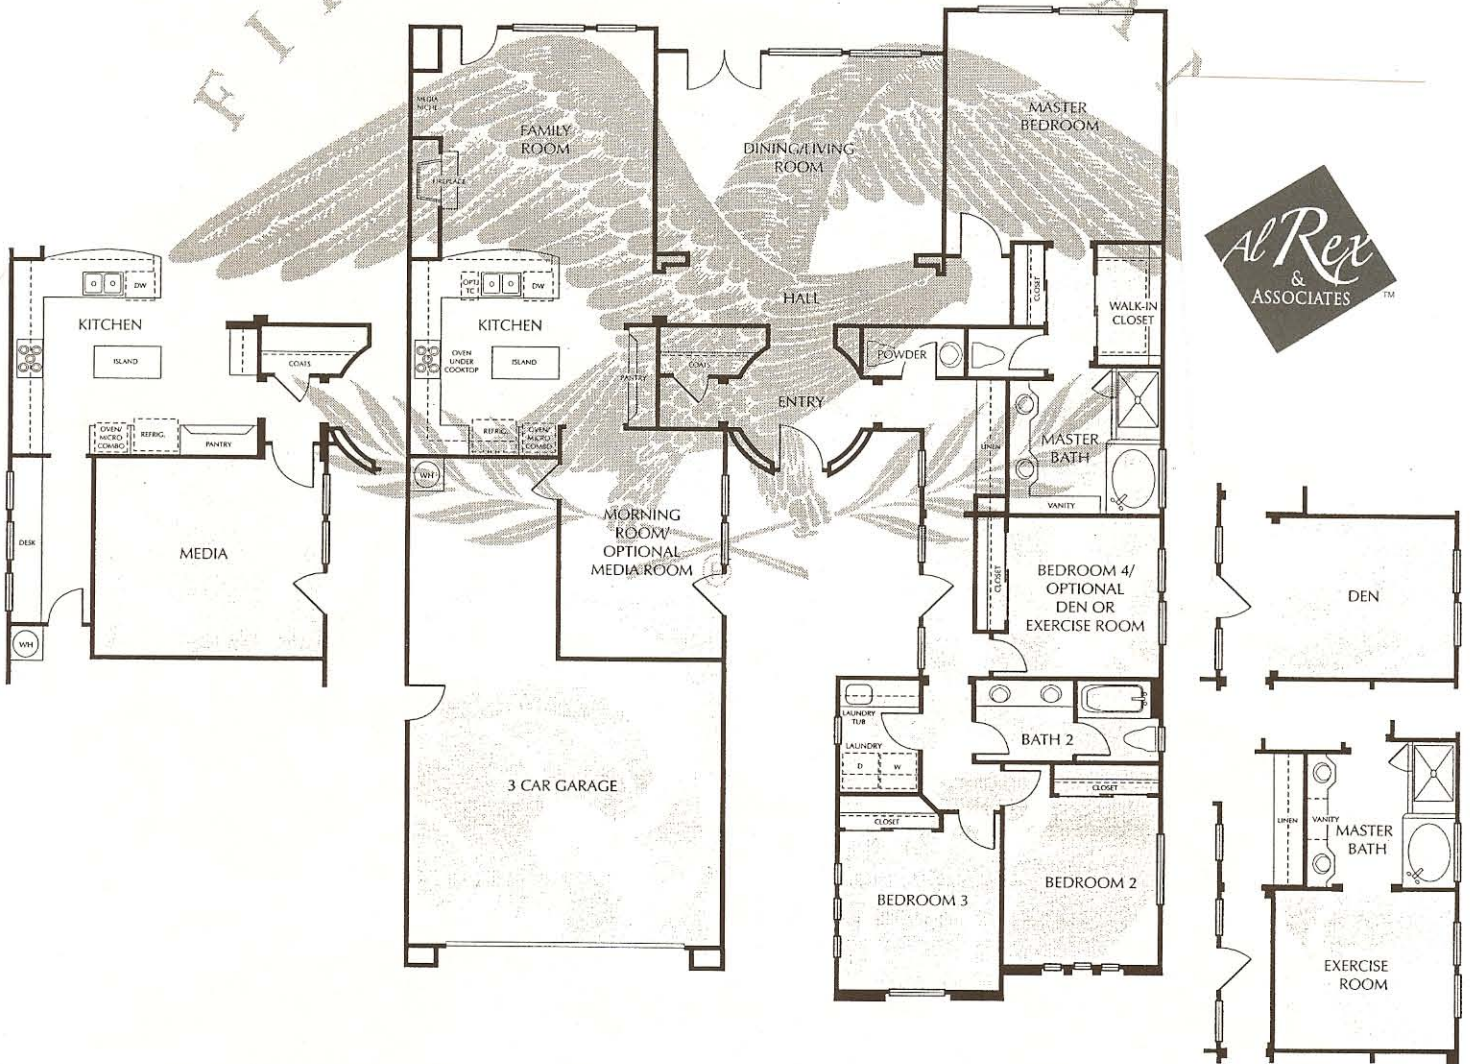 F I
MEDIA
NICHE
FAMILY
ROOM
FIREPLACE
DINING/LIVING
ROOM
MASTER
BEDROOM
Al Rex
&
ASSOCIATES
TM
DW
KITCHEN
ISLAND
COATS
OVEN/
MICRO
COMBO
REFRIG.
PANTRY
DESK
MEDIA
WH
OPT.
TC
DW
KITCHEN
OVEN
UNDER
COOKTOP
ISLAND
PANTRY
REFRIG.
OVEN/
MICRO
COMBO
WH
COAT
HALL
POWDER
ENTRY
CLOSET
WALK-IN
CLOSET
LINEN
MASTER
BATH
VANITY
MORNING
ROOM/
OPTIONAL
MEDIA ROOM
CLOSET
BEDROOM 4/
OPTIONAL
DEN OR
EXERCISE ROOM
DEN
LAUNDRY
TUB
LAUNDRY
D
W
BATH 2
3 CAR GARAGE
CLOSET
CLOSET
BEDROOM 3
BEDROOM 2
LINEN
VANITY
MASTER
BATH
EXERCISE
ROOM